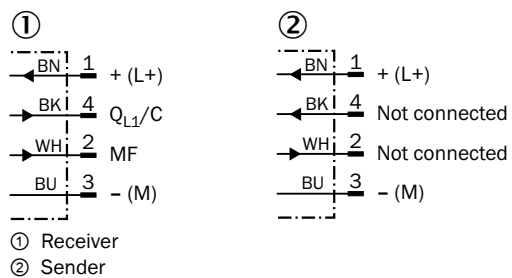 ①
BN 1 + (L+)
BK 4 QL1/C
WH 2 MF
BU 3 − (M)
②
BN 1 + (L+)
BK 4 Not connected
WH 2 Not connected
BU 3 − (M)
① Receiver
② Sender